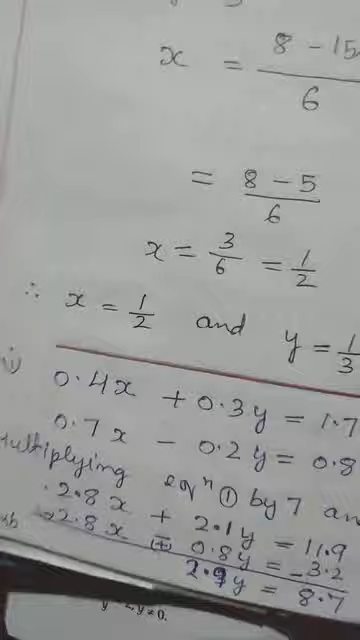 x = 8 - 15
6
= 8 - 5
6
x = 3/6 = 1/2
∴ x = 1/2 and y = 1/3
0.4x + 0.3y = 1.7
0.7x - 0.2y = 0.8
Multiplying eqⁿ ① by 7 an
2.8x + 2.1y = 11.9
2.8x 0.8y = -3.2
2.9y = 8.7